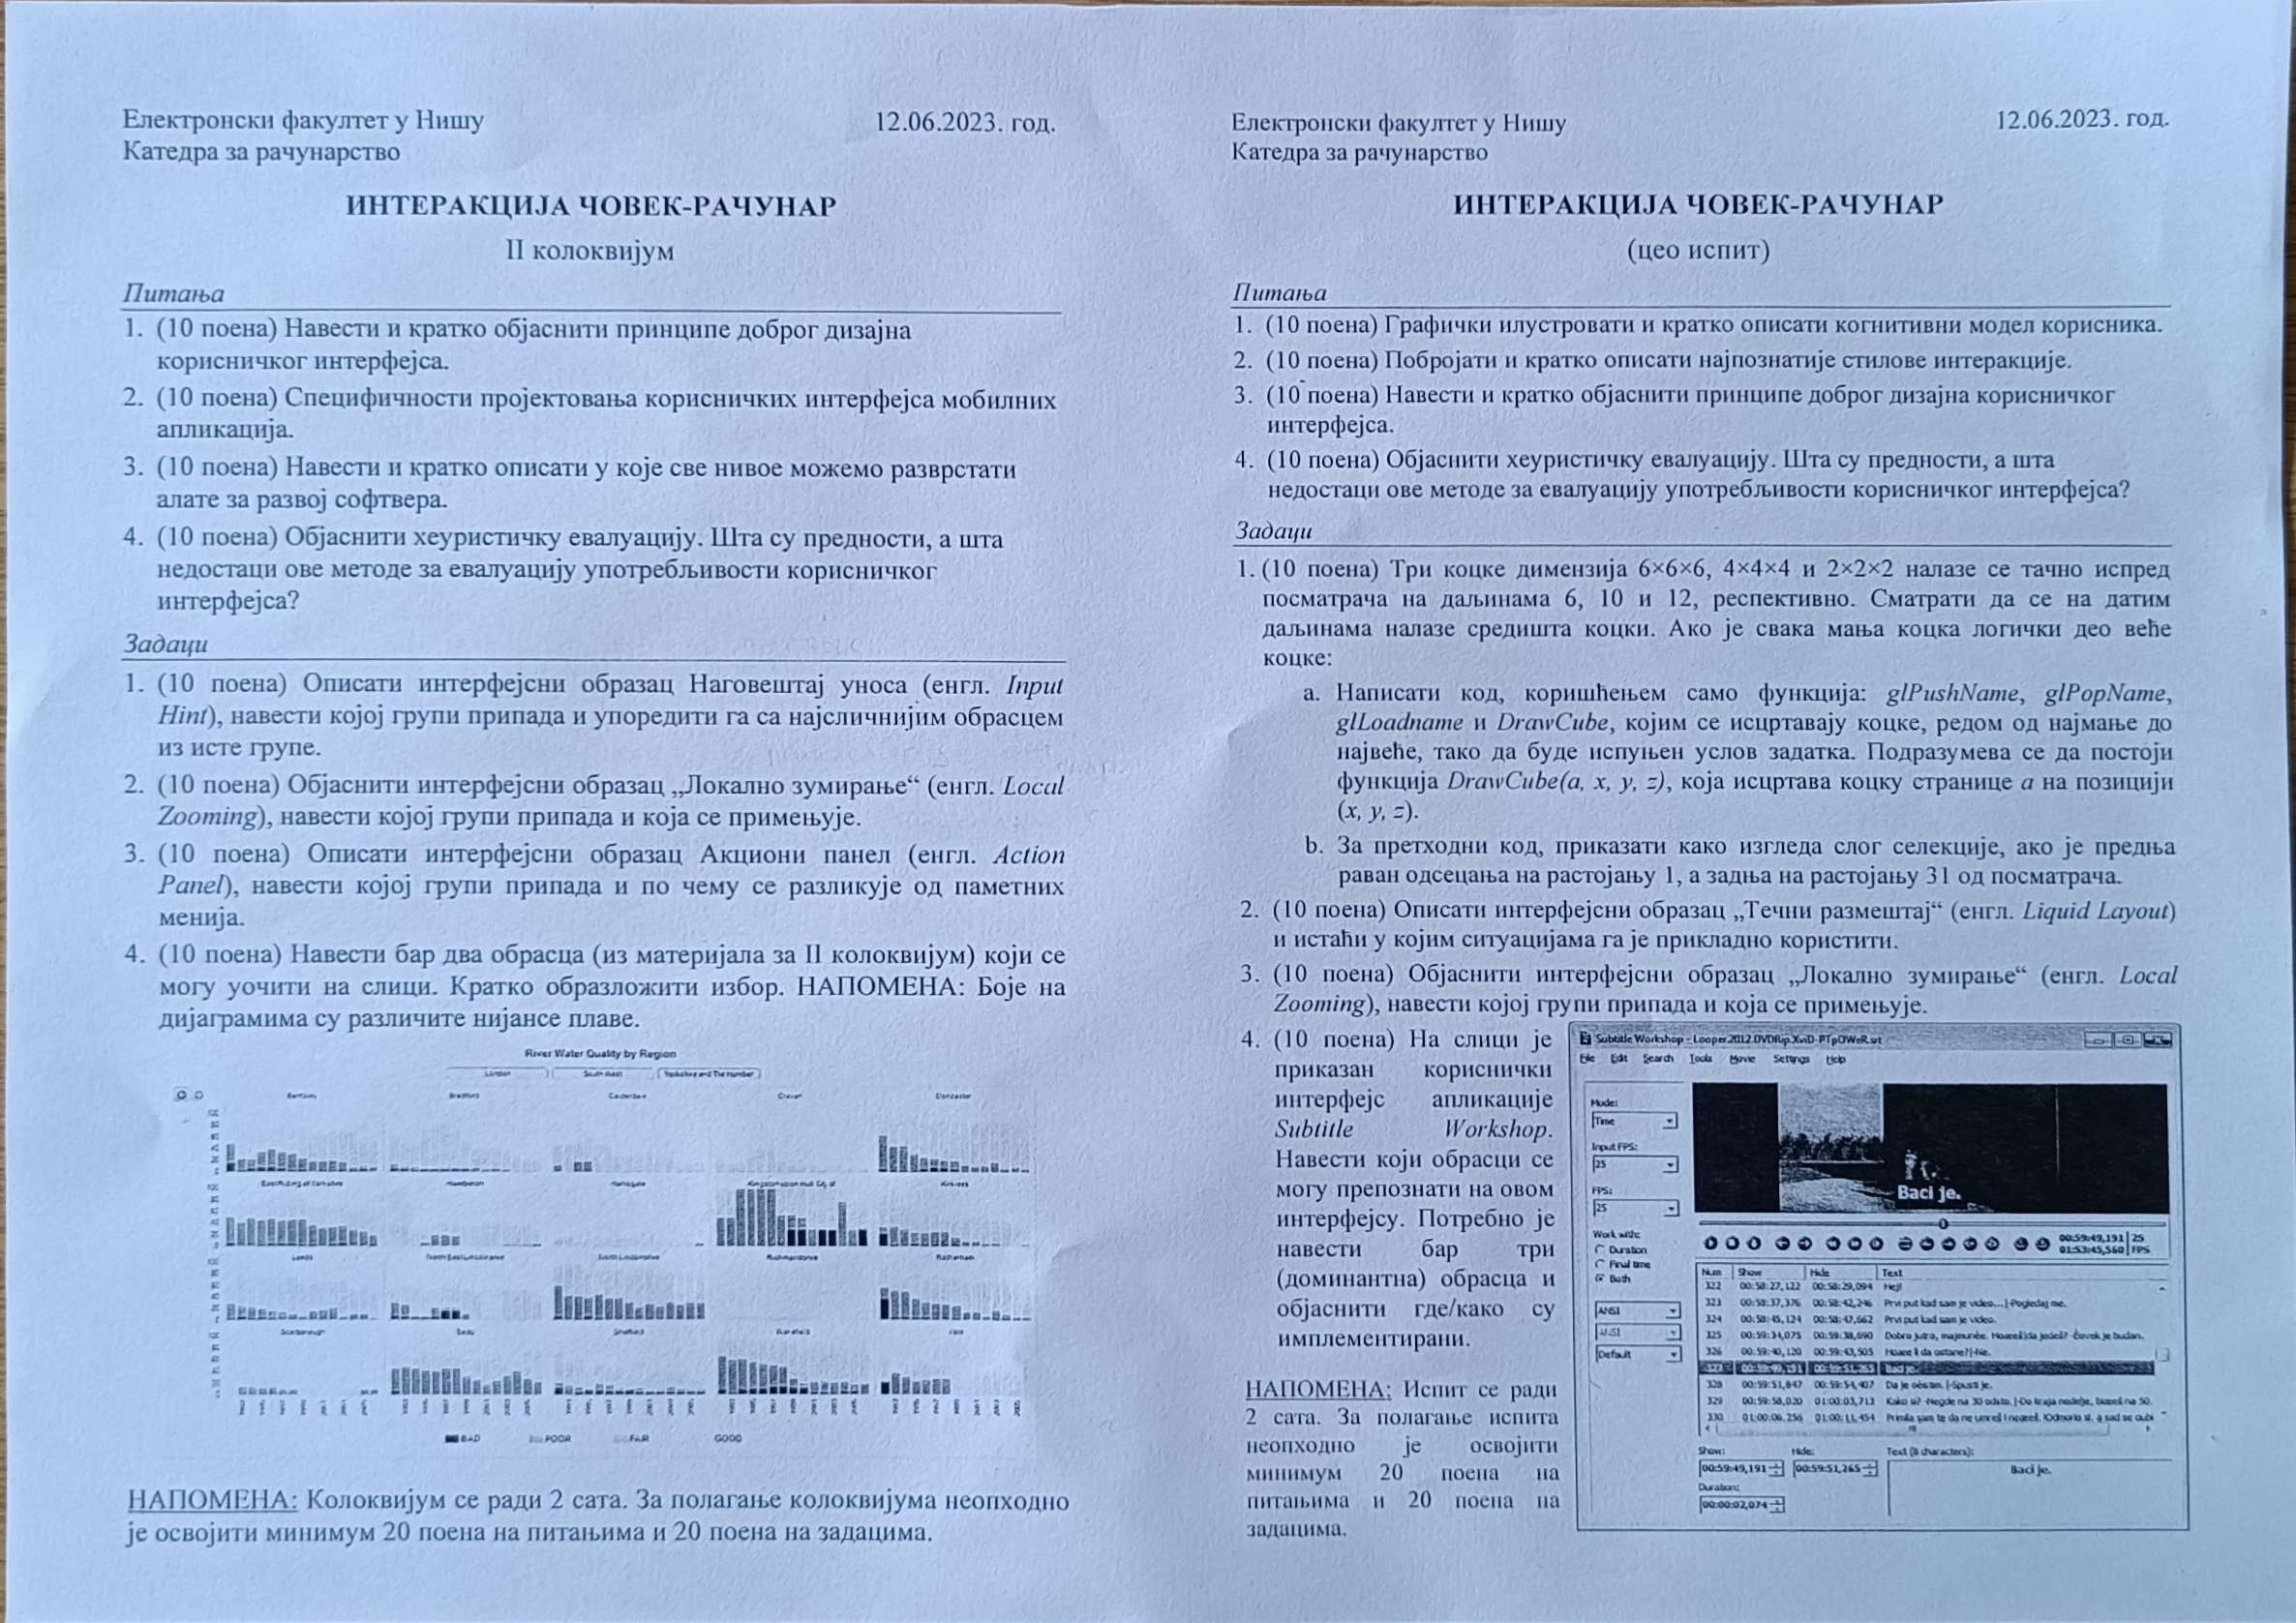 Електронски факултет у Нишу
12.06.2023. год.
Катедра за рачунарство
ИНТЕРАКЦИЈА ЧОВЕК-РАЧУНАР
II колоквијум
Питања
1. (10 поена) Навести и кратко објаснити принципе доброг дизајна
корисничког интерфејса.
2. (10 поена) Специфичности пројектовања корисничких интерфејса мобилних
апликација.
3. (10 поена) Навести и кратко описати у које све нивое можемо разврстати
алате за развој софтвера.
4. (10 поена) Објаснити хеуристичку евалуацију. Шта су предности, а шта
недостаци ове методе за евалуацију употребљивости корисничког
интерфејса?
Задаци
1. (10 поена) Описати интерфејсни образац Наговештај уноса (енгл. Input
Hint), навести којој групи припада и упоредити га са најсличнијим обрасцем
из исте групе.
2. (10 поена) Објаснити интерфејсни образац „Локално зумирање“ (енгл. Local
Zooming), навести којој групи припада и која се примењује.
3. (10 поена) Описати интерфејсни образац Акциони панел (енгл. Action
Panel), навести којој групи припада и по чему се разликује од паметних
менија.
4. (10 поена) Навести бар два обрасца (из материјала за II колоквијум) који се
могу уочити на слици. Кратко образложити избор. НАПОМЕНА: Боје на
дијаграмима су различите нијансе плаве.
River Water Quality by Region
London
South West
Yorkshire and The Humber
Barnsley
Bradford
Calderdale
Craven
Doncaster
East Riding of Yorkshire
Hambleton
Harrogate
Kingston upon Hull City of
Kirklees
Leeds
North East Lincolnshire
North Lincolnshire
Richmondshire
Rotherham
Scarborough
Selby
Sheffield
Wakefield
York
BAD
POOR
FAIR
GOOD
НАПОМЕНА: Колоквијум се ради 2 сата. За полагање колоквијума неопходно
је освојити минимум 20 поена на питањима и 20 поена на задацима.
Електронски факултет у Нишу
12.06.2023. год.
Катедра за рачунарство
ИНТЕРАКЦИЈА ЧОВЕК-РАЧУНАР
(цео испит)
Питања
1. (10 поена) Графички илустровати и кратко описати когнитивни модел корисника.
2. (10 поена) Побројати и кратко описати најпознатије стилове интеракције.
3. (10 поена) Навести и кратко објаснити принципе доброг дизајна корисничког
интерфејса.
4. (10 поена) Објаснити хеуристичку евалуацију. Шта су предности, а шта
недостаци ове методе за евалуацију употребљивости корисничког интерфејса?
Задаци
1. (10 поена) Три коцке димензија 6×6×6, 4×4×4 и 2×2×2 налазе се тачно испред
посматрача на даљинама 6, 10 и 12, респективно. Сматрати да се на датим
даљинама налазе средишта коцки. Ако је свака мања коцка логички део веће
коцке:
a. Написати код, коришћењем само функција: glPushName, glPopName,
glLoadname и DrawCube, којим се исцртавају коцке, редом од најмање до
највеће, тако да буде испуњен услов задатка. Подразумева се да постоји
функција DrawCube(a, x, y, z), која исцртава коцку странице a на позицији
(x, y, z).
b. За претходни код, приказати како изгледа слог селекције, ако је предња
раван одсецања на растојању 1, а задња на растојању 31 од посматрача.
2. (10 поена) Описати интерфејсни образац „Течни размештај“ (енгл. Liquid Layout)
и истаћи у којим ситуацијама га је прикладно користити.
3. (10 поена) Објаснити интерфејсни образац „Локално зумирање“ (енгл. Local
Zooming), навести којој групи припада и која се примењује.
4. (10 поена) На слици је
приказан кориснички
интерфејс апликације
Subtitle Workshop.
Навести који обрасци се
могу препознати на овом
интерфејсу. Потребно је
навести бар три
(доминантна) обрасца и
објаснити где/како су
имплементирани.
НАПОМЕНА: Испит се ради
2 сата. За полагање испита
неопходно је освојити
минимум 20 поена на
питањима и 20 поена на
задацима.
Subtitle Workshop - Looper.2012.DVDRip.XviD-PTpOWeR.srt
File Edit Search Tools Movie Settings Help
Mode:
Time
Input FPS:
25
FPS:
25
Work with:
Duration
Final time
Both
ANSI
ANSI
Default
Baci je.
00:59:49,191 25
01:53:45,560 FPS
Num Show Hide Text
322 00:58:27,122 00:58:29,094 Hej!
323 00:58:37,376 00:58:42,246 Prvi put kad sam je video...|-Pogledaj me.
324 00:58:45,124 00:58:47,662 Prvi put kad sam je video.
325 00:59:34,075 00:59:38,690 Dobro jutro, majmunče. da jedeš? Čovek je budan.
326 00:59:40,120 00:59:43,505 li da ostane?|-Ne.
328 00:59:51,847 00:59:54,407 Da je očistim.|-Spusti je.
329 00:59:58,020 01:00:03,713 Kako si? -Negde na 30 odsto.|-Do kraja nedelje, na 50.
330 01:00:06,256 01:00:11,454 Primila sam te da ne umreš i Odmorio si, a sad se
Show:
Hide:
Text (8 characters):
00:59:49,191
00:59:51,265
Baci je.
Duration:
00:00:02,074